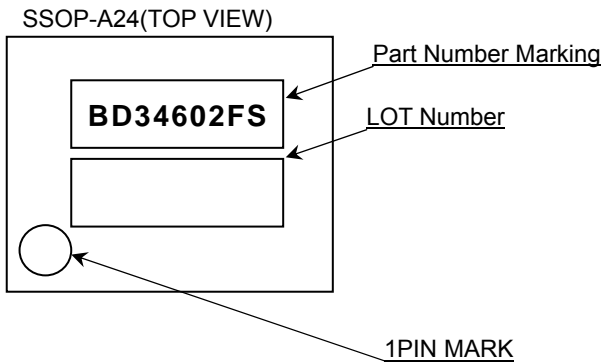 SSOP-A24(TOP VIEW)
Part Number Marking
BD34602FS
LOT Number
1PIN MARK